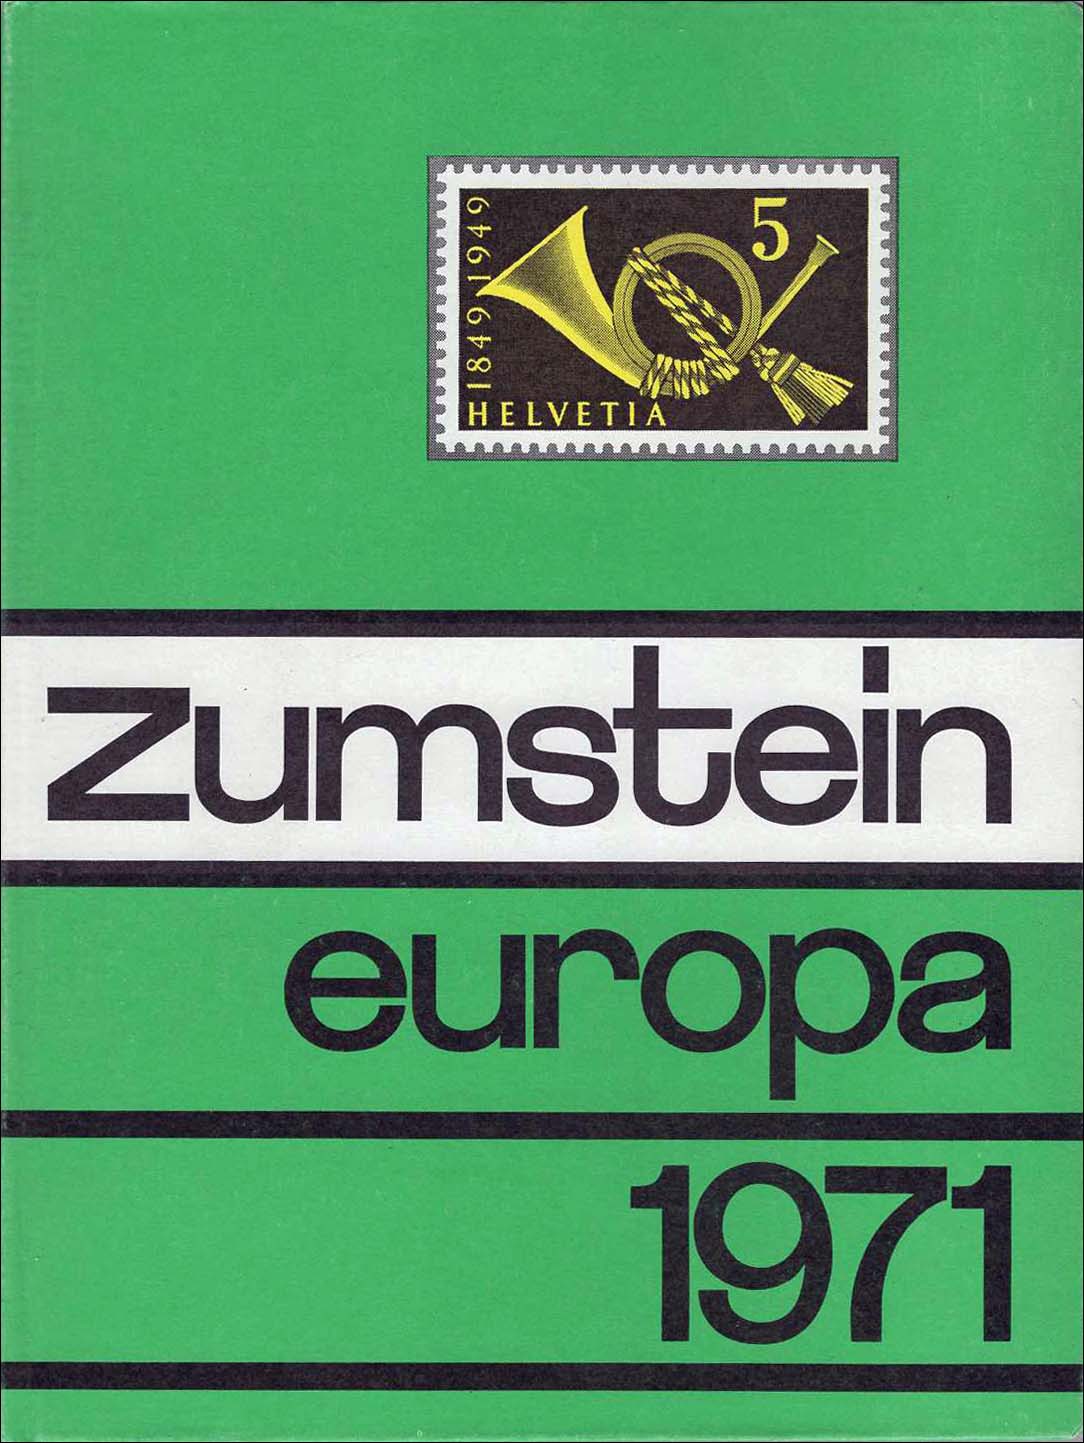 1849 1949
5
HELVETIA
zumstein
europa
1971